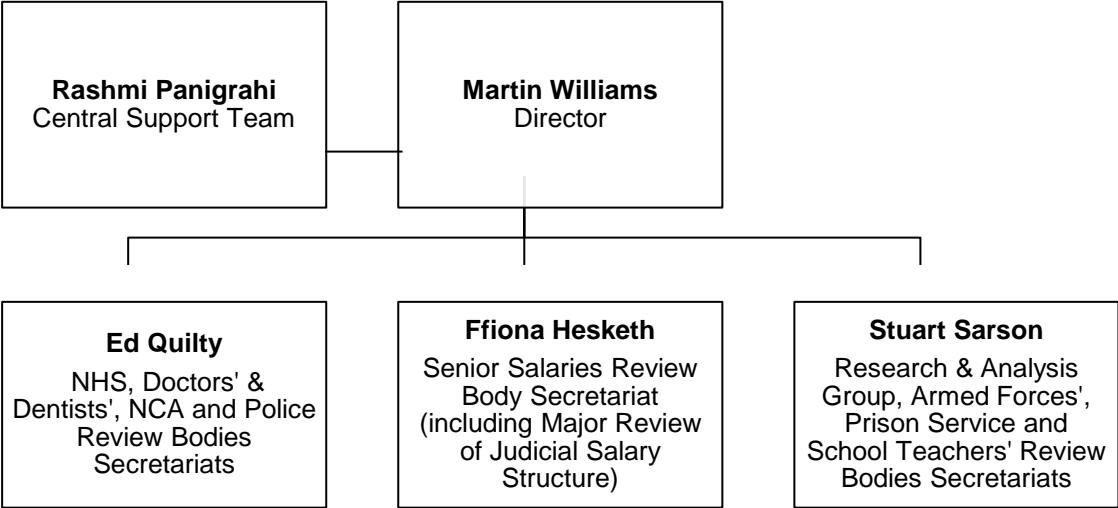 Rashmi Panigrahi
Central Support Team
Martin Williams
Director
Ed Quilty
NHS, Doctors' &
Dentists', NCA and Police
Review Bodies
Secretariats
Ffiona Hesketh
Senior Salaries Review
Body Secretariat
(including Major Review
of Judicial Salary
Structure)
Stuart Sarson
Research & Analysis
Group, Armed Forces',
Prison Service and
School Teachers' Review
Bodies Secretariats